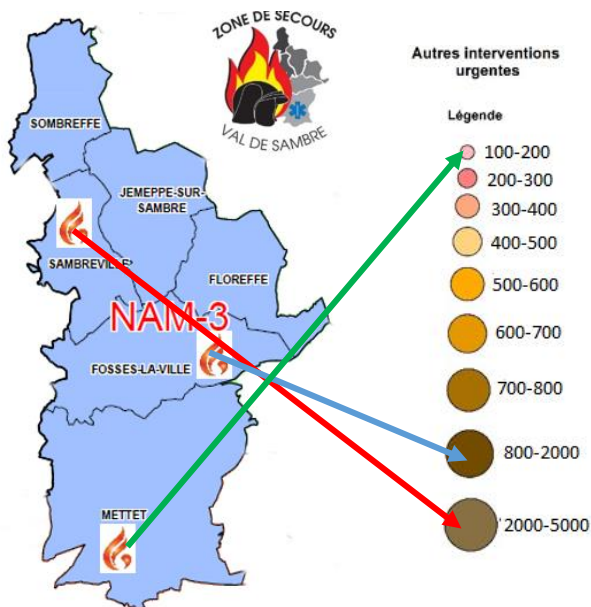 ZONE DE SECOURS
VAL DE SAMBRE
Autres interventions
urgentes
Légende
100-200
200-300
300-400
400-500
500-600
600-700
700-800
800-2000
2000-5000
SOMBREFFE
JEMEPPE-SUR-
SAMBRE
SAMBREVILLE
FLOREFFE
NAM-3
FOSSES-LA-VILLE
METTET